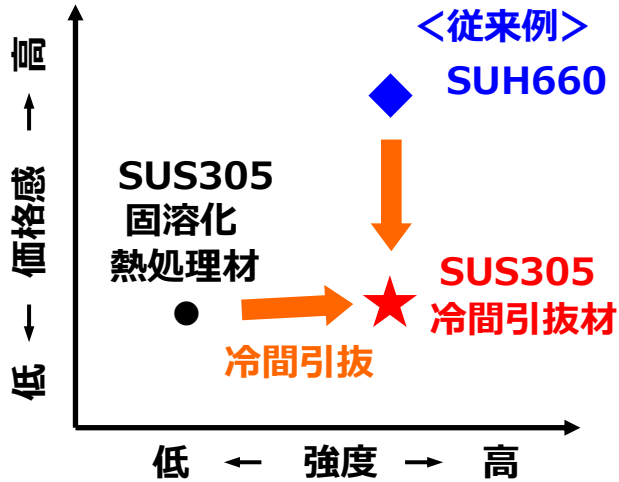 ＜従来例＞
SUH660
SUS305
固溶化
熱処理材
SUS305
冷間引抜材
冷間引抜
低 ← 価格感 → 高
低 ← 強度 → 高